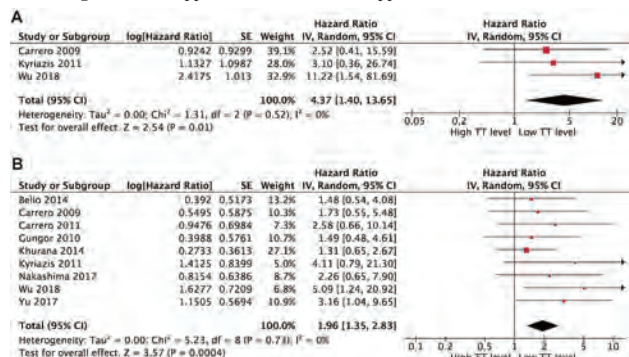 A
Hazard Ratio Hazard Ratio
Study or Subgroup log[Hazard Ratio] SE Weight IV, Random, 95% CI IV, Random, 95% CI
Carrero 2009 0.9242 0.9299 39.1% 2.52 [0.41, 15.59]
Kyriazis 2011 1.1327 1.0987 28.0% 3.10 [0.36, 26.74]
Wu 2018 2.4175 1.013 32.9% 11.22 [1.54, 81.69]
Total (95% CI) 100.0% 4.37 [1.40, 13.65]
Heterogeneity: Tau² = 0.00; Chi² = 1.31, df = 2 (P = 0.52); I² = 0%
Test for overall effect: Z = 2.54 (P = 0.01)
0.05 0.2 1 5 20
High TT level Low TT level
B
Hazard Ratio Hazard Ratio
Study or Subgroup log[Hazard Ratio] SE Weight IV, Random, 95% CI IV, Random, 95% CI
Bello 2014 0.392 0.5173 13.2% 1.48 [0.54, 4.08]
Carrero 2009 0.5495 0.5875 10.3% 1.73 [0.55, 5.48]
Carrero 2011 0.9476 0.6984 7.3% 2.58 [0.66, 10.14]
Gungor 2010 0.3988 0.5761 10.7% 1.49 [0.48, 4.61]
Khurana 2014 0.2733 0.3613 27.1% 1.31 [0.65, 2.67]
Kyriazis 2011 1.4125 0.8399 5.0% 4.11 [0.79, 21.30]
Nakashima 2017 0.8154 0.6386 8.7% 2.26 [0.65, 7.90]
Wu 2018 1.6277 0.7209 6.8% 5.09 [1.24, 20.92]
Yu 2017 1.1505 0.5694 10.9% 3.16 [1.04, 9.65]
Total (95% CI) 100.0% 1.96 [1.35, 2.83]
Heterogeneity: Tau² = 0.00; Chi² = 5.23, df = 8 (P = 0.73); I² = 0%
Test for overall effect: Z = 3.57 (P = 0.0004)
0.1 0.2 0.5 1 2 5 10
High TT level Low TT level